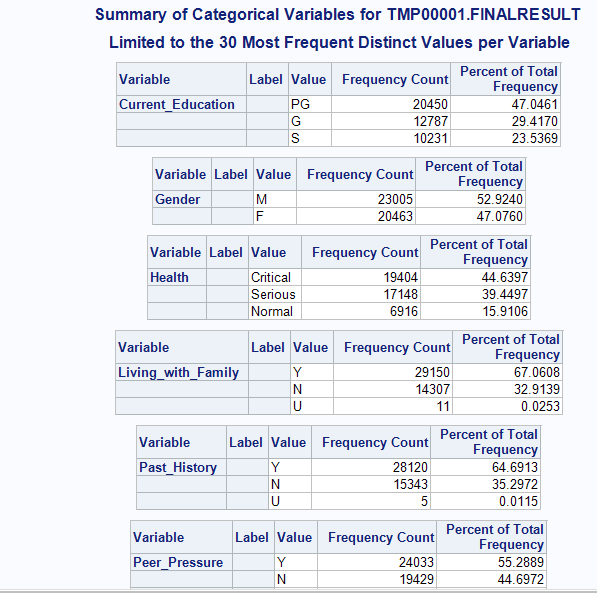 Summary of Categorical Variables for TMP00001.FINALRESULT
Limited to the 30 Most Frequent Distinct Values per Variable
Variable Label Value Frequency Count Percent of Total Frequency
Current_Education PG 20450 47.0461
G 12787 29.4170
S 10231 23.5369
Variable Label Value Frequency Count Percent of Total Frequency
Gender M 23005 52.9240
F 20463 47.0760
Variable Label Value Frequency Count Percent of Total Frequency
Health Critical 19404 44.6397
Serious 17148 39.4497
Normal 6916 15.9106
Variable Label Value Frequency Count Percent of Total Frequency
Living_with_Family Y 29150 67.0608
N 14307 32.9139
U 11 0.0253
Variable Label Value Frequency Count Percent of Total Frequency
Past_History Y 28120 64.6913
N 15343 35.2972
U 5 0.0115
Variable Label Value Frequency Count Percent of Total Frequency
Peer_Pressure Y 24033 55.2889
N 19429 44.6972